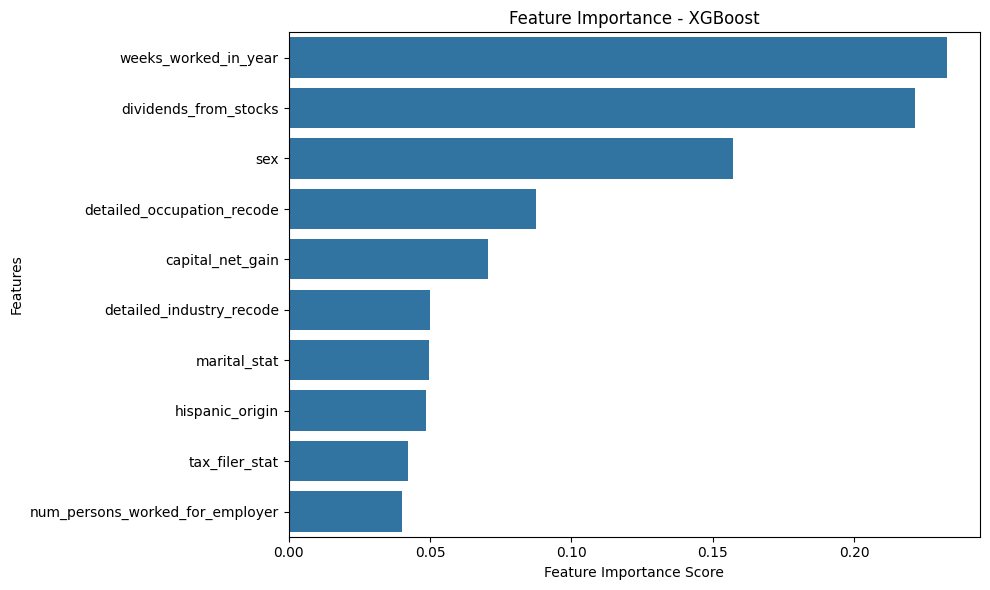 Feature Importance - XGBoost
Features
weeks_worked_in_year
dividends_from_stocks
sex
detailed_occupation_recode
capital_net_gain
detailed_industry_recode
marital_stat
hispanic_origin
tax_filer_stat
num_persons_worked_for_employer
0.00 0.05 0.10 0.15 0.20
Feature Importance Score